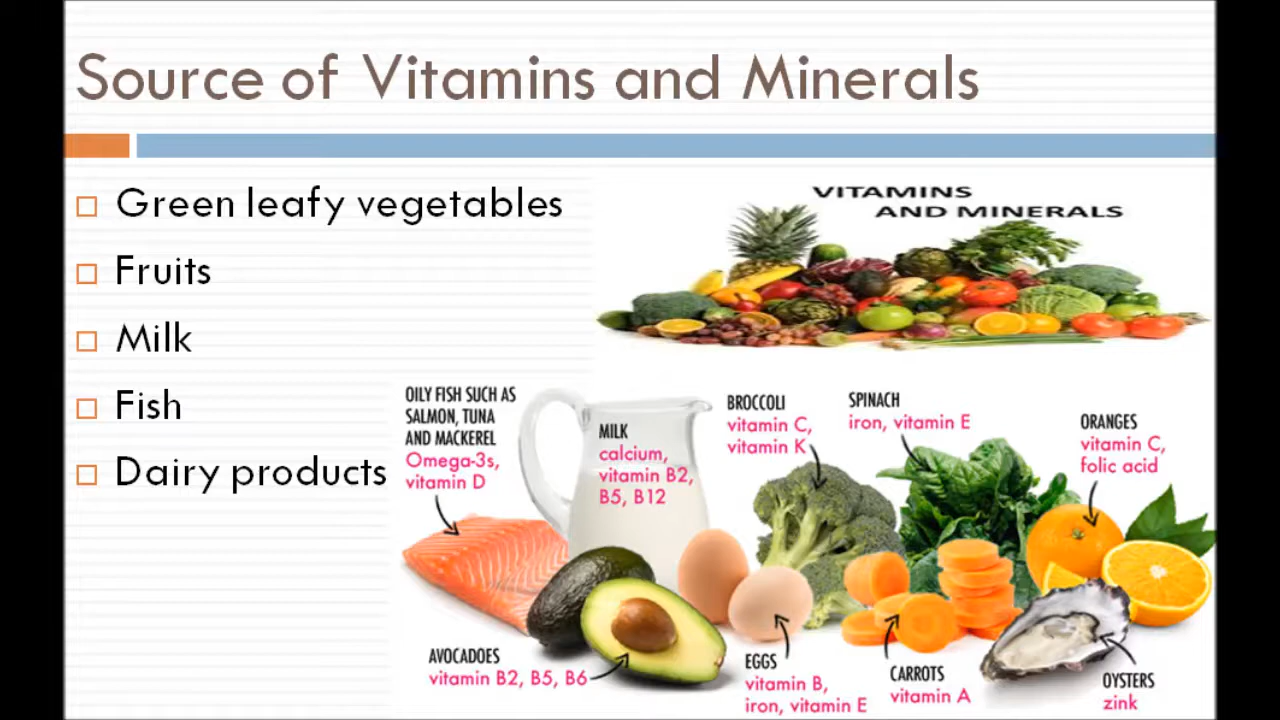 Source of Vitamins and Minerals
Green leafy vegetables
Fruits
Milk
Fish
Dairy products
VITAMINS
AND MINERALS
OILY FISH SUCH AS
SALMON, TUNA
AND MACKEREL
Omega-3s,
vitamin D
MILK
calcium,
vitamin B2,
B5, B12
BROCCOLI
vitamin C,
vitamin K
SPINACH
iron, vitamin E
ORANGES
vitamin C,
folic acid
AVOCADOES
vitamin B2, B5, B6
EGGS
vitamin B,
iron, vitamin E
CARROTS
vitamin A
OYSTERS
zink